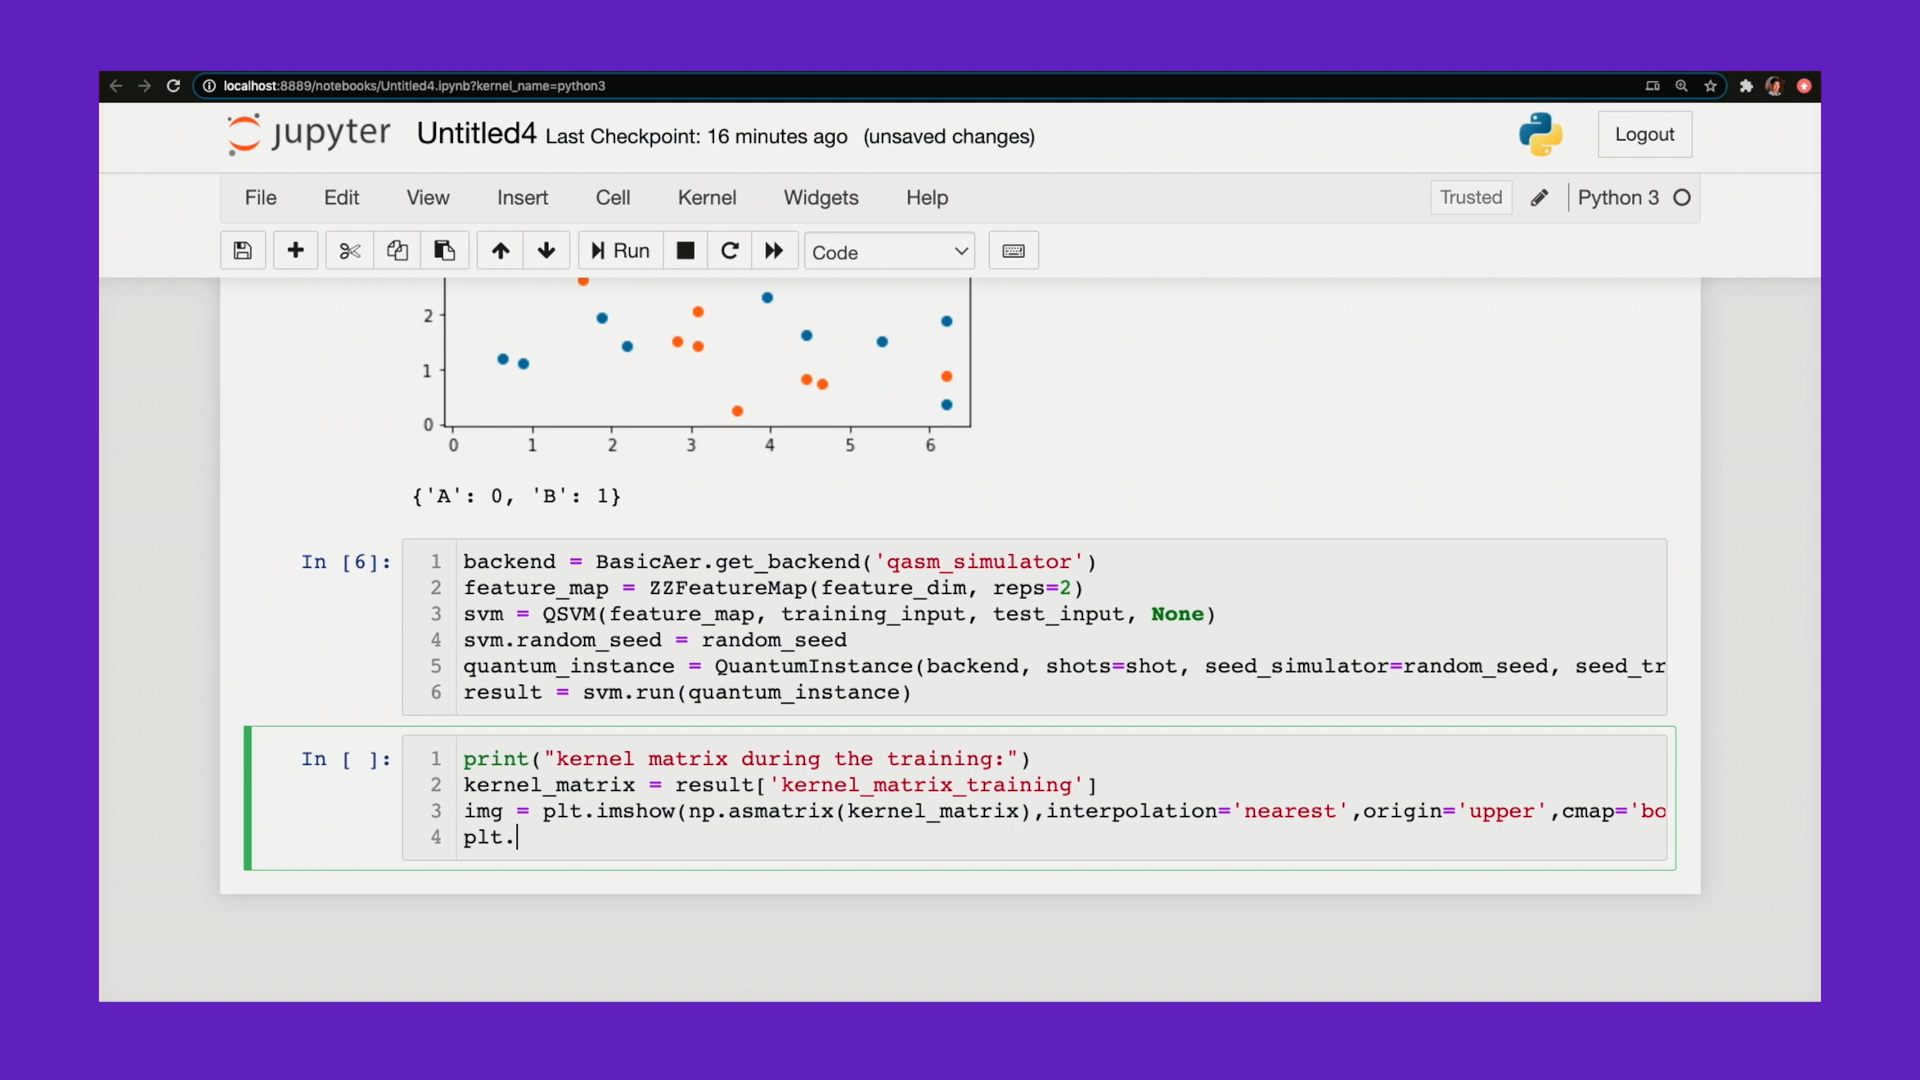 localhost:8889/notebooks/Untitled4.ipynb?kernel_name=python3
jupyter Untitled4 Last Checkpoint: 16 minutes ago (unsaved changes)
Logout
File Edit View Insert Cell Kernel Widgets Help
Trusted Python 3
Run Code
2
1
0
0 1 2 3 4 5 6
{'A': 0, 'B': 1}
In [6]:
1 backend = BasicAer.get_backend('qasm_simulator')
2 feature_map = ZZFeatureMap(feature_dim, reps=2)
3 svm = QSVM(feature_map, training_input, test_input, None)
4 svm.random_seed = random_seed
5 quantum_instance = QuantumInstance(backend, shots=shot, seed_simulator=random_seed, seed_tr
6 result = svm.run(quantum_instance)
In [ ]:
1 print("kernel matrix during the training:")
2 kernel_matrix = result['kernel_matrix_training']
3 img = plt.imshow(np.asmatrix(kernel_matrix),interpolation='nearest',origin='upper',cmap='bo
4 plt.